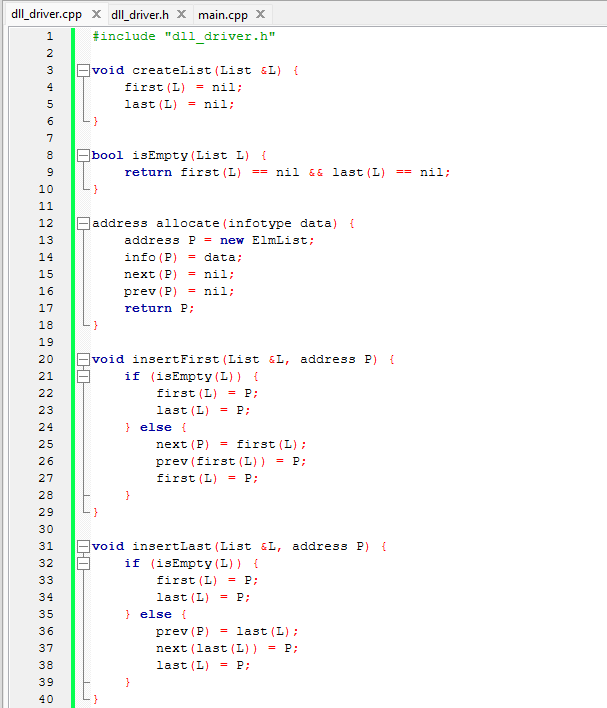 dll_driver.cpp X dll_driver.h X main.cpp X
1 #include "dll_driver.h"
2
3 void createList(List &L) {
4     first(L) = nil;
5     last(L) = nil;
6 }
7
8 bool isEmpty(List L) {
9     return first(L) == nil && last(L) == nil;
10 }
11
12 address allocate(infotype data) {
13     address P = new ElmList;
14     info(P) = data;
15     next(P) = nil;
16     prev(P) = nil;
17     return P;
18 }
19
20 void insertFirst(List &L, address P) {
21     if (isEmpty(L)) {
22         first(L) = P;
23         last(L) = P;
24     } else {
25         next(P) = first(L);
26         prev(first(L)) = P;
27         first(L) = P;
28     }
29 }
30
31 void insertLast(List &L, address P) {
32     if (isEmpty(L)) {
33         first(L) = P;
34         last(L) = P;
35     } else {
36         prev(P) = last(L);
37         next(last(L)) = P;
38         last(L) = P;
39     }
40 }